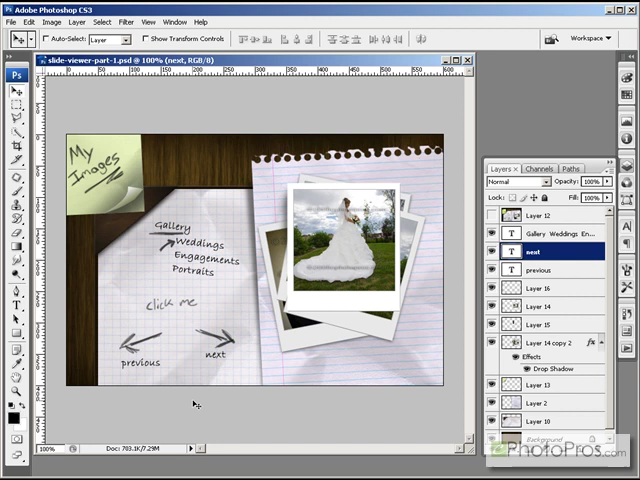 Adobe Photoshop CS3
File Edit Image Layer Select Filter View Window Help
Auto-Select: Layer Show Transform Controls Workspace
slide-viewer-part-1.psd @ 100% (next, RGB/8)
My
Images
Gallery
Weddings
Engagements
Portraits
click me
previous
next
100% Doc: 703.1K/7.29M
Layers x Channels Paths
Normal Opacity: 100%
Lock: Fill: 100%
Layer 12
Gallery Weddings En...
next
previous
Layer 16
Layer 14
Layer 15
Layer 14 copy 2 fx
Effects
Drop Shadow
Layer 13
Layer 2
Layer 10
Background
ePhotoPros.com